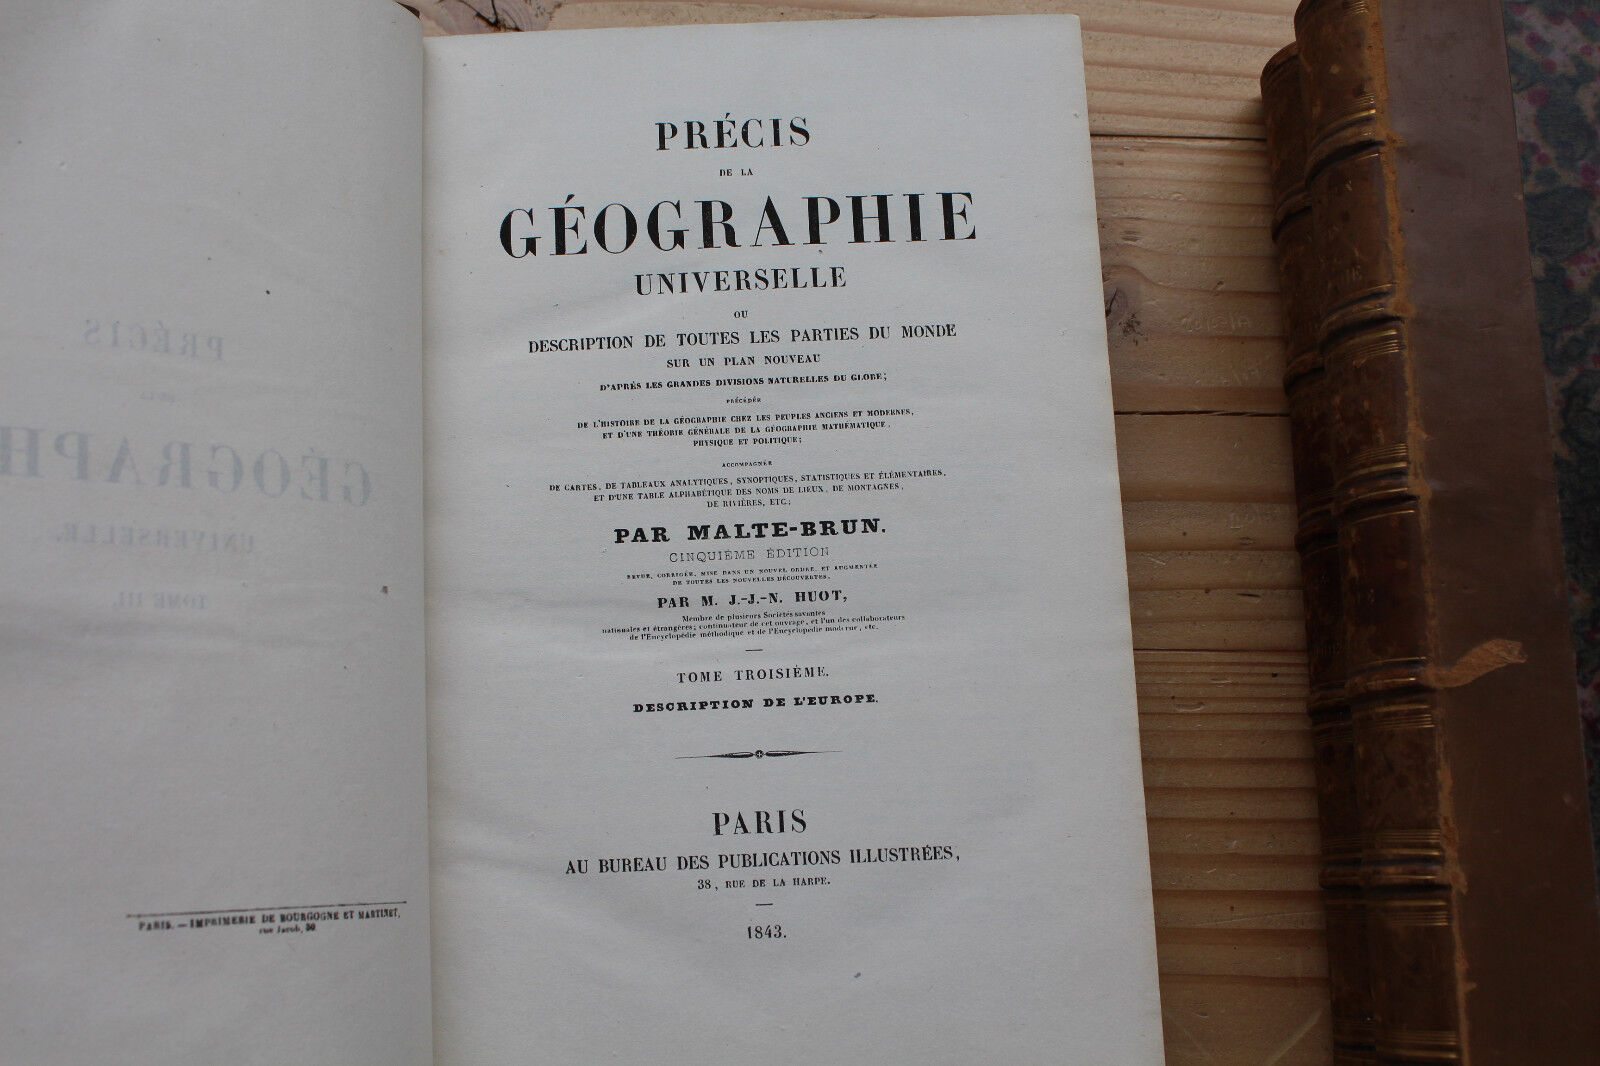 PRÉCIS
GÉOGRAPH
UNIVERSELLE.
TOME III.
PARIS. — IMPRIMERIE DE BOURGOGNE ET MARTINET,
rue Jacob, 30.
PRÉCIS
DE LA
GÉOGRAPHIE
UNIVERSELLE
OU
DESCRIPTION DE TOUTES LES PARTIES DU MONDE
SUR UN PLAN NOUVEAU
D'APRÈS LES GRANDES DIVISIONS NATURELLES DU GLOBE;
PRÉCÉDÉE
DE L'HISTOIRE DE LA GÉOGRAPHIE CHEZ LES PEUPLES ANCIENS ET MODERNES,
ET D'UNE THÉORIE GÉNÉRALE DE LA GÉOGRAPHIE MATHÉMATIQUE,
PHYSIQUE ET POLITIQUE;
ACCOMPAGNÉE
DE CARTES, DE TABLEAUX ANALYTIQUES, SYNOPTIQUES, STATISTIQUES ET ÉLÉMENTAIRES,
ET D'UNE TABLE ALPHABÉTIQUE DES NOMS DE LIEUX, DE MONTAGNES,
DE RIVIÈRES, ETC;
PAR MALTE-BRUN.
CINQUIÈME ÉDITION
REVUE, CORRIGÉE, MISE DANS UN NOUVEL ORDRE, ET AUGMENTÉE
DE TOUTES LES NOUVELLES DÉCOUVERTES,
PAR M. J.-J.-N. HUOT,
Membre de plusieurs Sociétés savantes
nationales et étrangères; continuateur de cet ouvrage, et l'un des collaborateurs
de l'Encyclopédie méthodique et de l'Encyclopédie moderne, etc.
TOME TROISIÈME.
DESCRIPTION DE L'EUROPE.
PARIS
AU BUREAU DES PUBLICATIONS ILLUSTRÉES,
38, RUE DE LA HARPE.
1843.